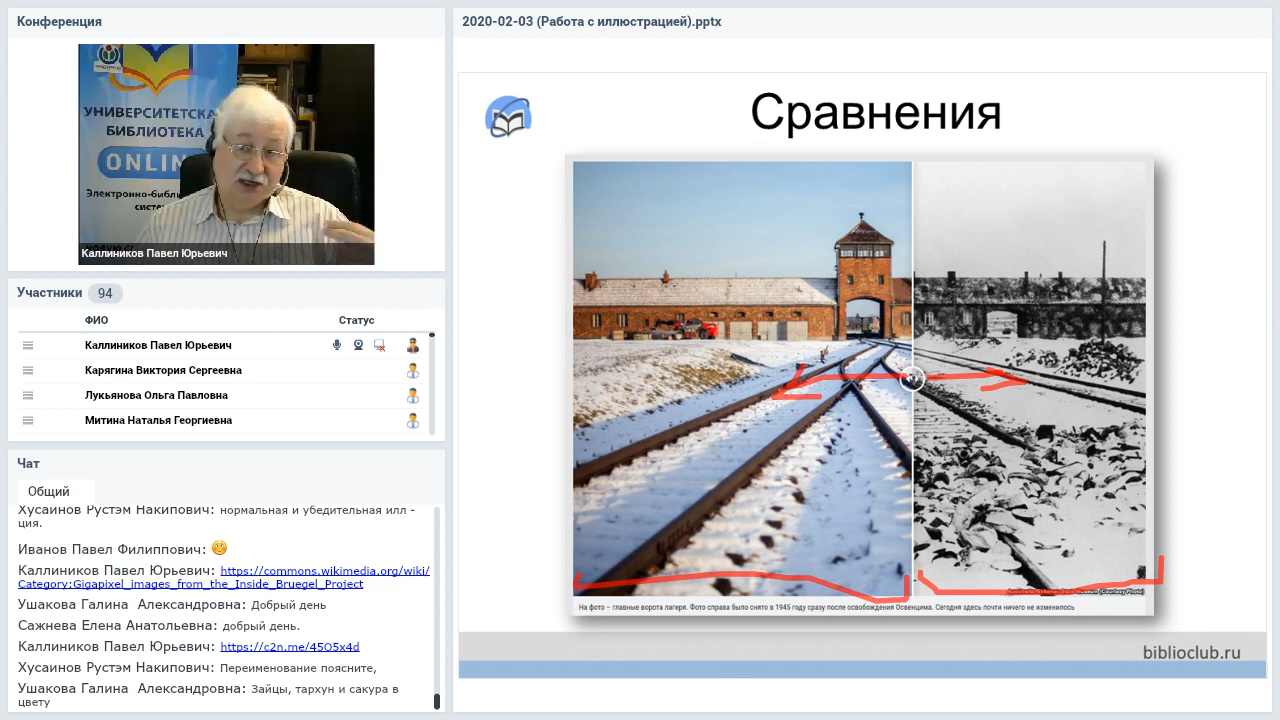 Конференция
УНИВЕРСИТЕТСКА
БИБЛИОТЕКА
ONLIN
Электронно-библи
систем
Каллиников Павел Юрьевич
Участники 94
ФИО Статус
Каллиников Павел Юрьевич
Карягина Виктория Сергеевна
Лукьянова Ольга Павловна
Митина Наталья Георгиевна
Чат
Общий
Хусаинов Рустэм Накипович: нормальная и убедительная илл -
ция.
Иванов Павел Филиппович:
Каллиников Павел Юрьевич: https://commons.wikimedia.org/wiki/
Category:Gigapixel_images_from_the_Inside_Bruegel_Project
Ушакова Галина Александровна: Добрый день
Сажнева Елена Анатольевна: добрый день.
Каллиников Павел Юрьевич: https://c2n.me/45O5x4d
Хусаинов Рустэм Накипович: Переименование поясните,
Ушакова Галина Александровна: Зайцы, тархун и сакура в
цвету
2020-02-03 (Работа с иллюстрацией).pptx
Сравнения
На фото – главные ворота лагеря. Фото справа было снято в 1945 году сразу после освобождения Освенцима. Сегодня здесь почти ничего не изменилось
biblioclub.ru